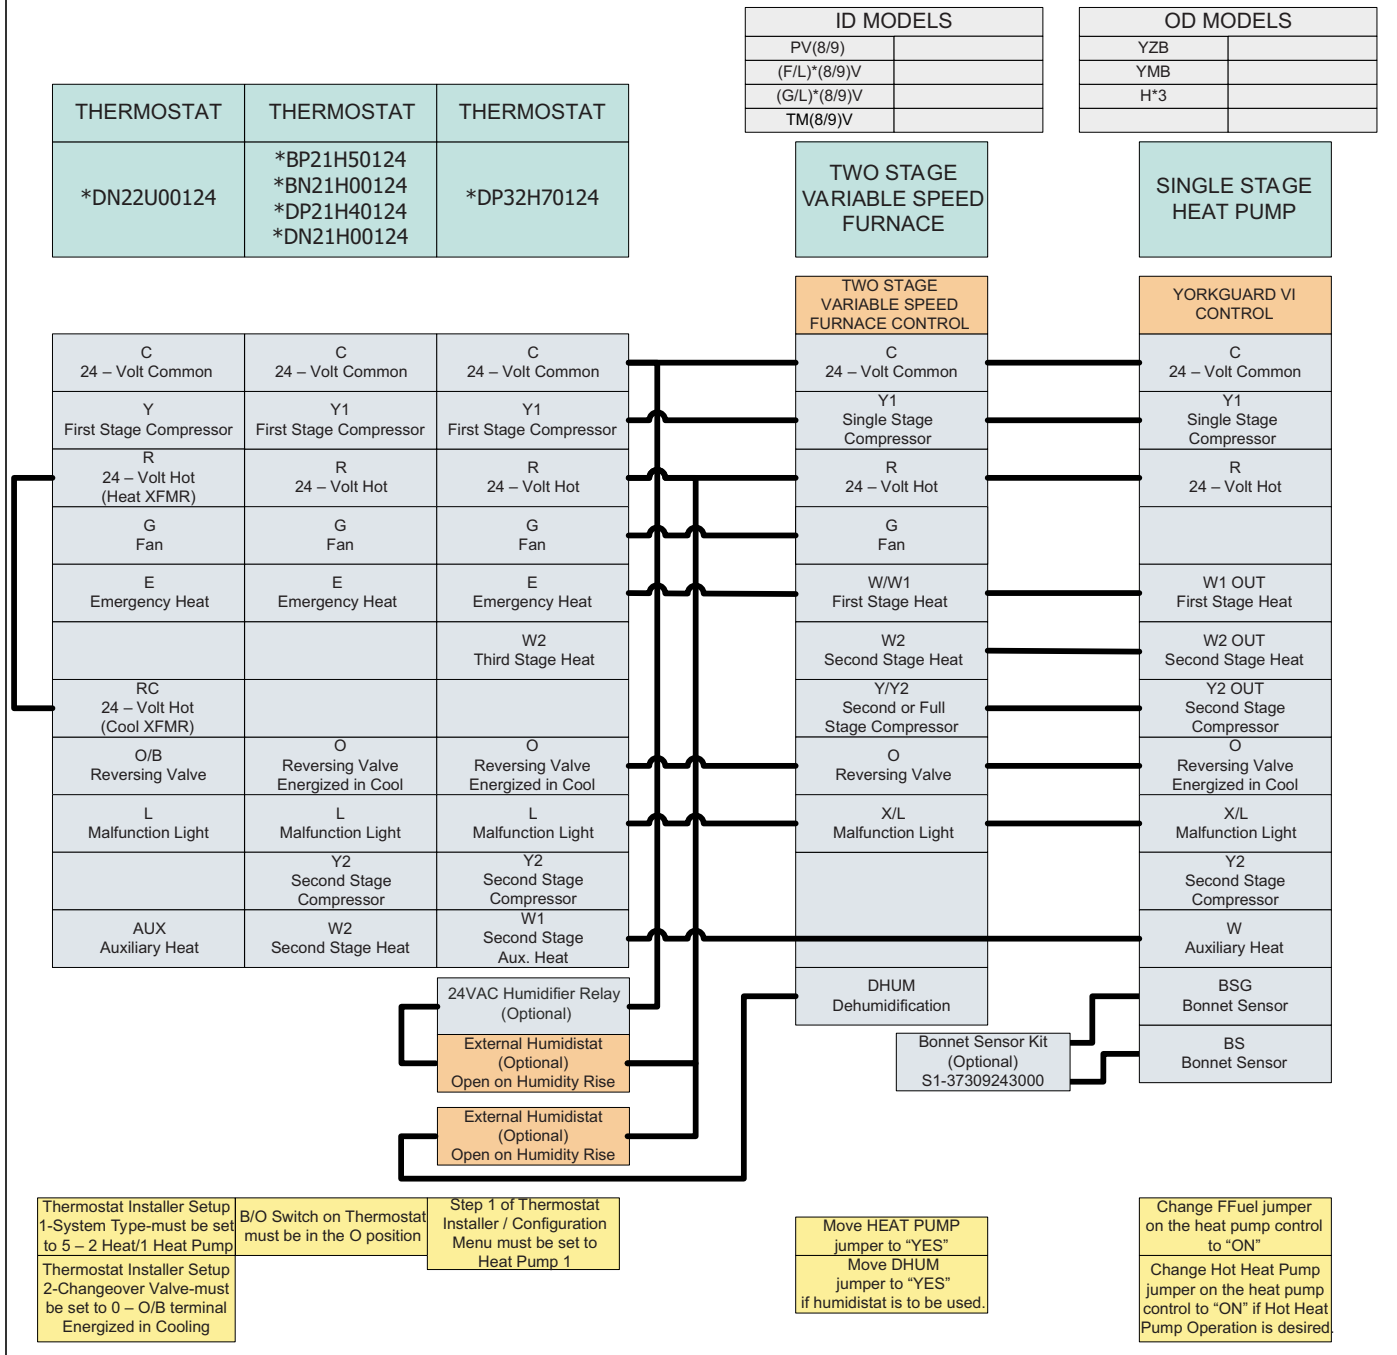 ID MODELS
PV(8/9)
(F/L)*(8/9)V
(G/L)*(8/9)V
TM(8/9)V
OD MODELS
YZB
YMB
H*3
THERMOSTAT
THERMOSTAT
THERMOSTAT
*DN22U00124
*BP21H50124
*BN21H00124
*DP21H40124
*DN21H00124
*DP32H70124
TWO STAGE
VARIABLE SPEED
FURNACE
SINGLE STAGE
HEAT PUMP
TWO STAGE
VARIABLE SPEED
FURNACE CONTROL
YORKGUARD VI
CONTROL
C
24 – Volt Common
C
24 – Volt Common
C
24 – Volt Common
C
24 – Volt Common
C
24 – Volt Common
Y
First Stage Compressor
Y1
First Stage Compressor
Y1
First Stage Compressor
Y1
Single Stage
Compressor
Y1
Single Stage
Compressor
R
24 – Volt Hot
(Heat XFMR)
R
24 – Volt Hot
R
24 – Volt Hot
R
24 – Volt Hot
R
24 – Volt Hot
G
Fan
G
Fan
G
Fan
G
Fan
E
Emergency Heat
E
Emergency Heat
E
Emergency Heat
W/W1
First Stage Heat
W1 OUT
First Stage Heat
W2
Third Stage Heat
W2
Second Stage Heat
W2 OUT
Second Stage Heat
RC
24 – Volt Hot
(Cool XFMR)
Y/Y2
Second or Full
Stage Compressor
Y2 OUT
Second Stage
Compressor
O/B
Reversing Valve
O
Reversing Valve
Energized in Cool
O
Reversing Valve
Energized in Cool
O
Reversing Valve
O
Reversing Valve
Energized in Cool
L
Malfunction Light
L
Malfunction Light
L
Malfunction Light
X/L
Malfunction Light
X/L
Malfunction Light
Y2
Second Stage
Compressor
Y2
Second Stage
Compressor
Y2
Second Stage
Compressor
AUX
Auxiliary Heat
W2
Second Stage Heat
W1
Second Stage
Aux. Heat
W
Auxiliary Heat
24VAC Humidifier Relay
(Optional)
DHUM
Dehumidification
BSG
Bonnet Sensor
External Humidistat
(Optional)
Open on Humidity Rise
Bonnet Sensor Kit
(Optional)
S1-37309243000
BS
Bonnet Sensor
External Humidistat
(Optional)
Open on Humidity Rise
Thermostat Installer Setup
1-System Type-must be set
to 5 – 2 Heat/1 Heat Pump
B/O Switch on Thermostat
must be in the O position
Step 1 of Thermostat
Installer / Configuration
Menu must be set to
Heat Pump 1
Thermostat Installer Setup
2-Changeover Valve-must
be set to 0 – O/B terminal
Energized in Cooling
Move HEAT PUMP
jumper to “YES”
Move DHUM
jumper to “YES”
if humidistat is to be used.
Change FFuel jumper
on the heat pump control
to “ON”
Change Hot Heat Pump
jumper on the heat pump
control to “ON” if Hot Heat
Pump Operation is desired.